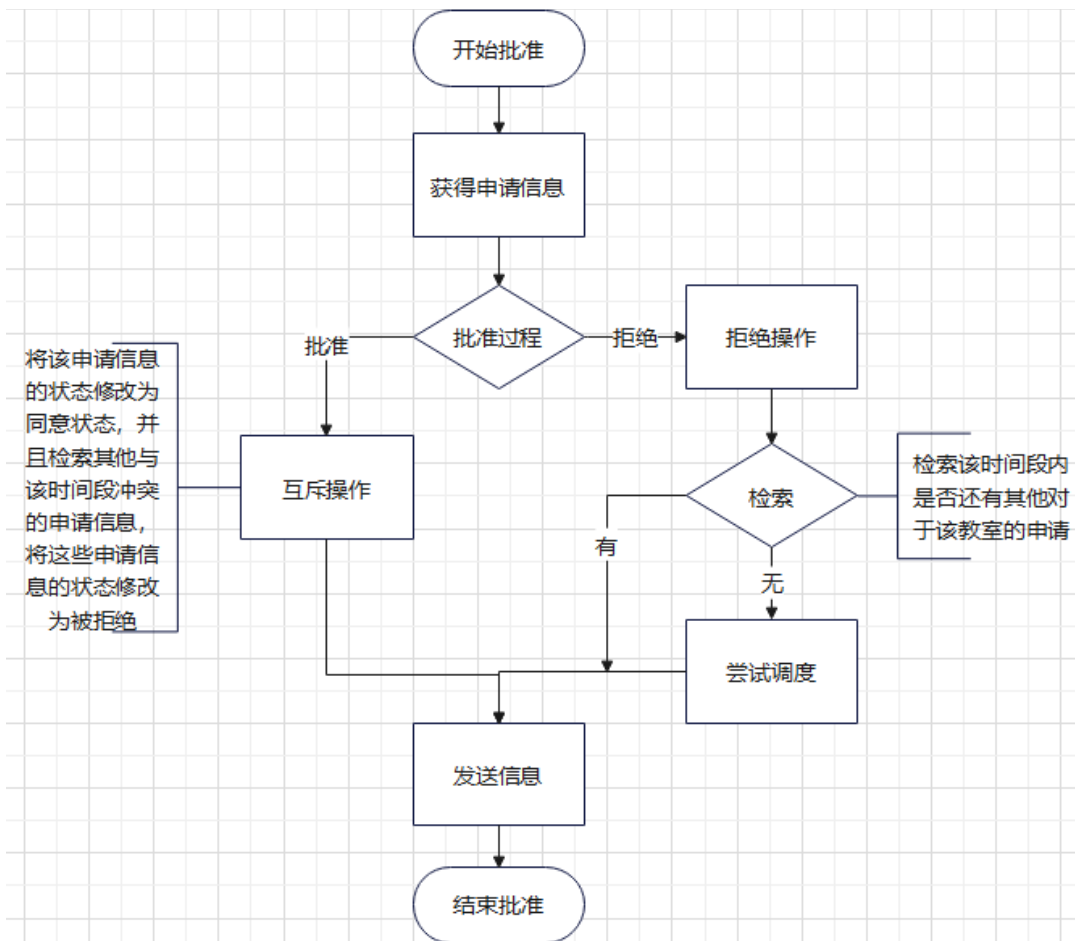 开始批准
获得申请信息
批准过程
拒绝
拒绝操作
批准
将该申请信息
的状态修改为
同意状态，并
且检索其他与
该时间段冲突
的申请信息，
将这些申请信
息的状态修改
为被拒绝
互斥操作
检索
检索该时间段内
是否还有其他对
于该教室的申请
有
无
尝试调度
发送信息
结束批准